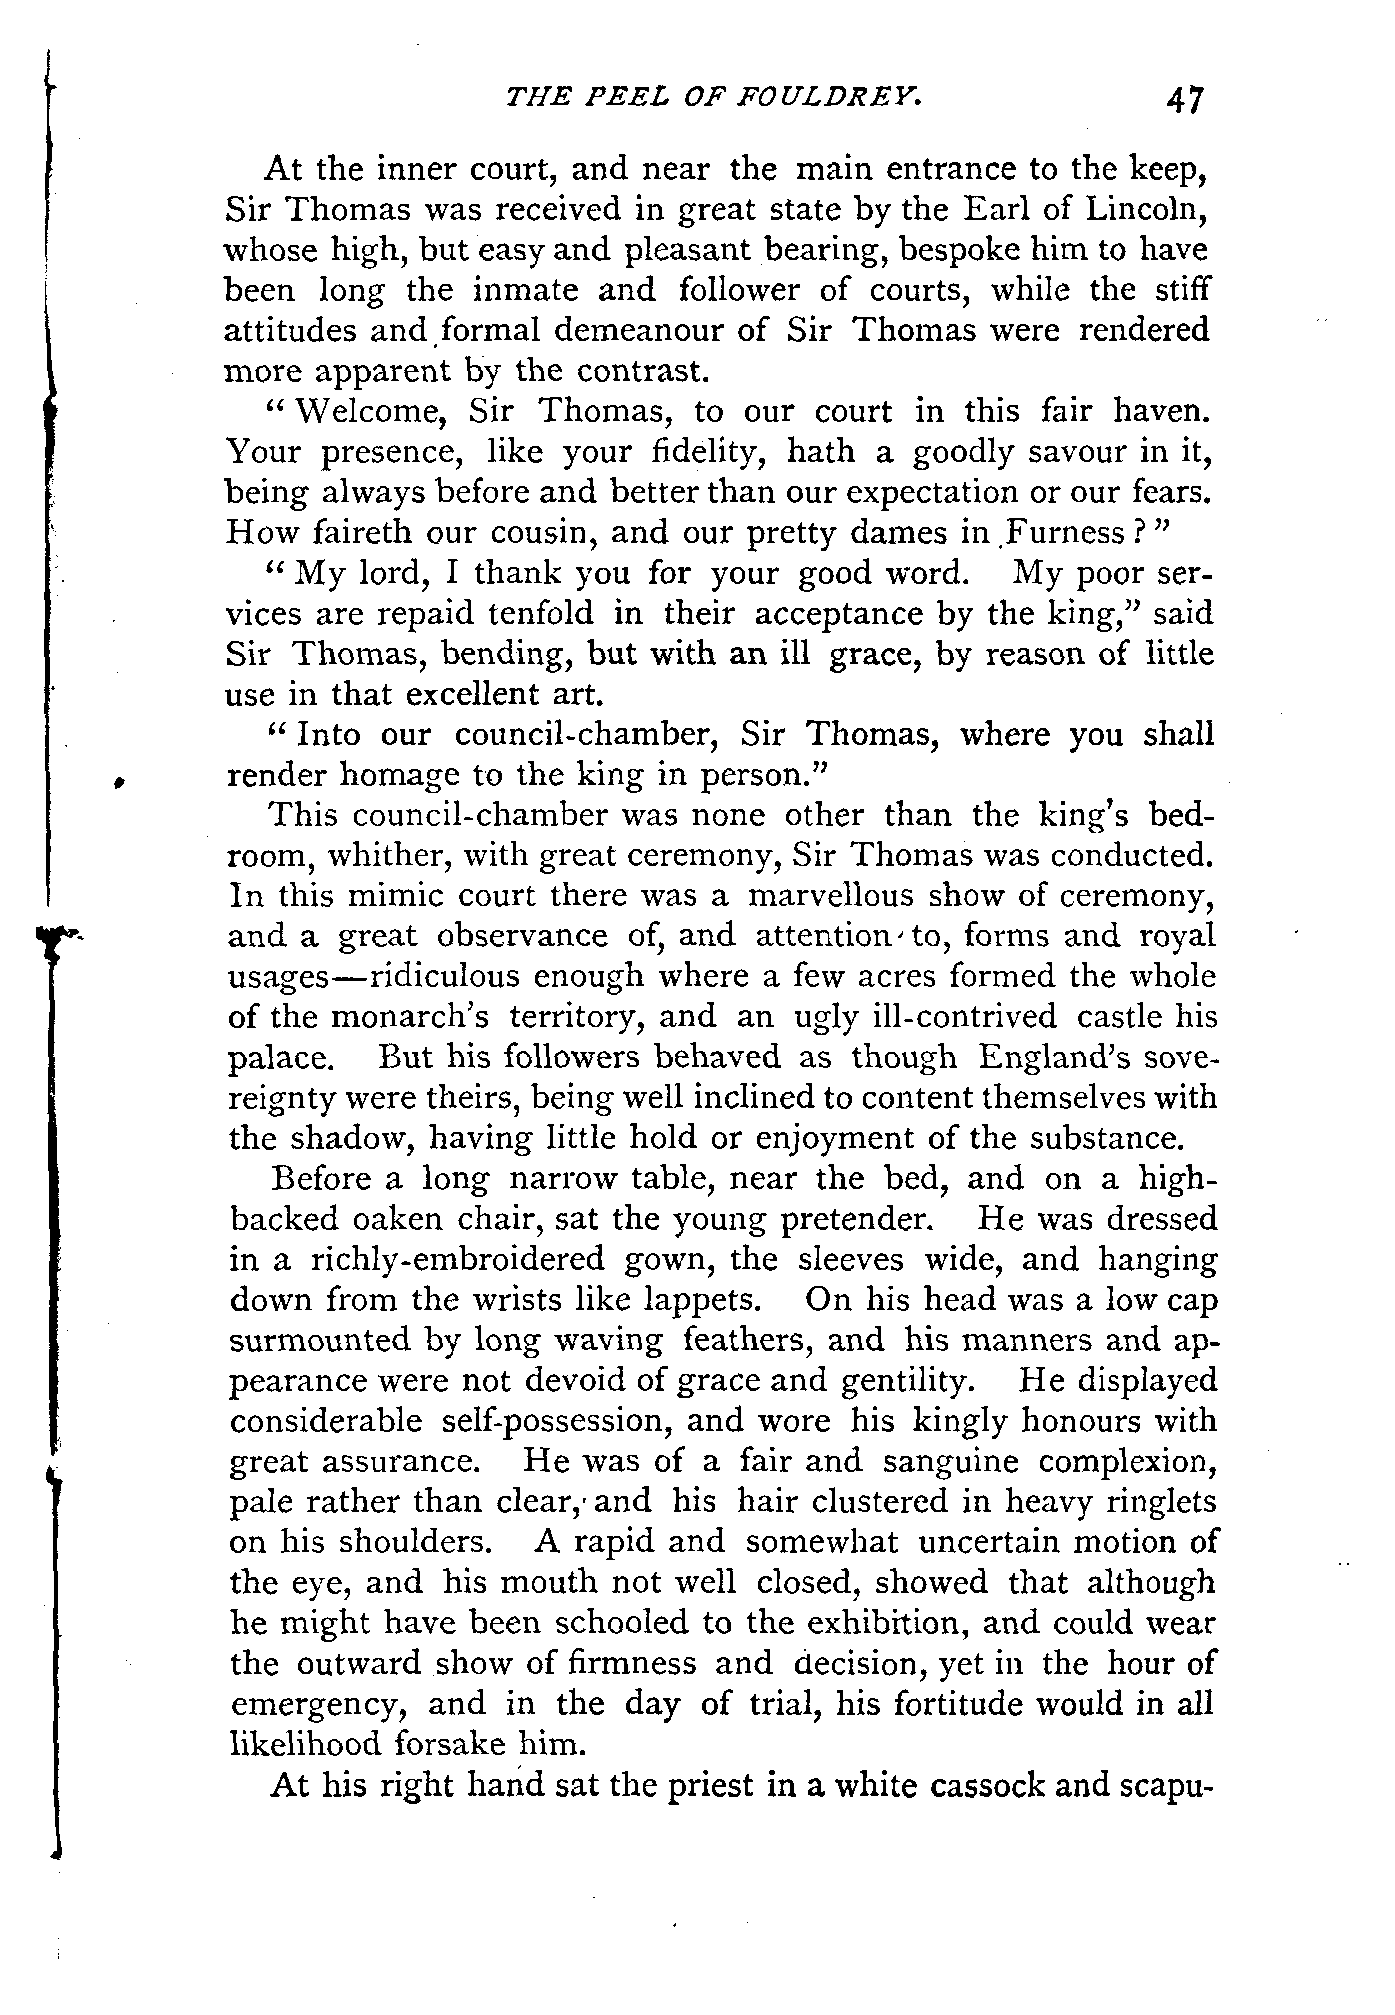 THE PEEL OF FOULDREY. 47
At the inner court, and near the main entrance to the keep,
Sir Thomas was received in great state by the Earl of Lincoln,
whose high, but easy and pleasant bearing, bespoke him to have
been long the inmate and follower of courts, while the stiff
attitudes and formal demeanour of Sir Thomas were rendered
more apparent by the contrast.
“ Welcome, Sir Thomas, to our court in this fair haven.
Your presence, like your fidelity, hath a goodly savour in it,
being always before and better than our expectation or our fears.
How faireth our cousin, and our pretty dames in Furness ? ”
“ My lord, I thank you for your good word. My poor ser-
vices are repaid tenfold in their acceptance by the king,” said
Sir Thomas, bending, but with an ill grace, by reason of little
use in that excellent art.
“ Into our council-chamber, Sir Thomas, where you shall
render homage to the king in person.”
This council-chamber was none other than the king’s bed-
room, whither, with great ceremony, Sir Thomas was conducted.
In this mimic court there was a marvellous show of ceremony,
and a great observance of, and attention to, forms and royal
usages—ridiculous enough where a few acres formed the whole
of the monarch’s territory, and an ugly ill-contrived castle his
palace. But his followers behaved as though England’s sove-
reignty were theirs, being well inclined to content themselves with
the shadow, having little hold or enjoyment of the substance.
Before a long narrow table, near the bed, and on a high-
backed oaken chair, sat the young pretender. He was dressed
in a richly-embroidered gown, the sleeves wide, and hanging
down from the wrists like lappets. On his head was a low cap
surmounted by long waving feathers, and his manners and ap-
pearance were not devoid of grace and gentility. He displayed
considerable self-possession, and wore his kingly honours with
great assurance. He was of a fair and sanguine complexion,
pale rather than clear, and his hair clustered in heavy ringlets
on his shoulders. A rapid and somewhat uncertain motion of
the eye, and his mouth not well closed, showed that although
he might have been schooled to the exhibition, and could wear
the outward show of firmness and decision, yet in the hour of
emergency, and in the day of trial, his fortitude would in all
likelihood forsake him.
At his right hand sat the priest in a white cassock and scapu-